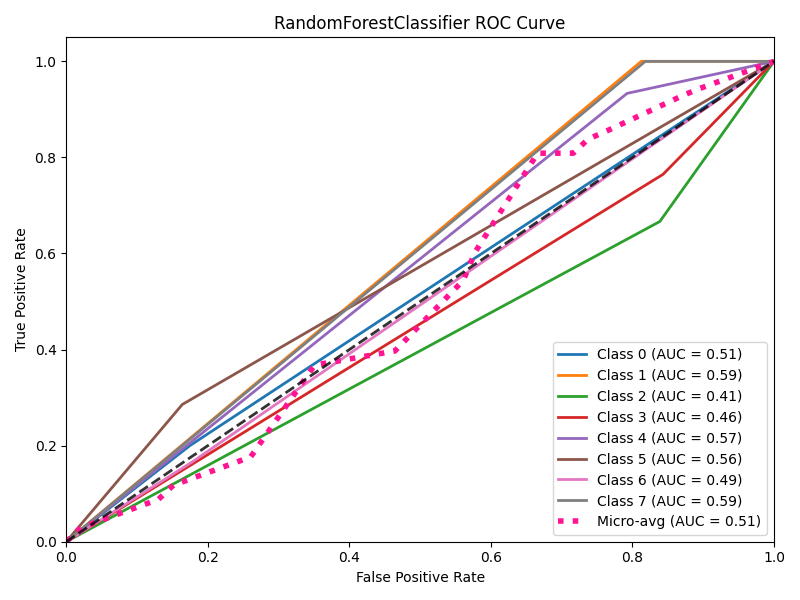 RandomForestClassifier ROC Curve
True Positive Rate
1.0
0.8
0.6
0.4
0.2
0.0
0.0 0.2 0.4 0.6 0.8 1.0
False Positive Rate
Class 0 (AUC = 0.51)
Class 1 (AUC = 0.59)
Class 2 (AUC = 0.41)
Class 3 (AUC = 0.46)
Class 4 (AUC = 0.57)
Class 5 (AUC = 0.56)
Class 6 (AUC = 0.49)
Class 7 (AUC = 0.59)
Micro-avg (AUC = 0.51)